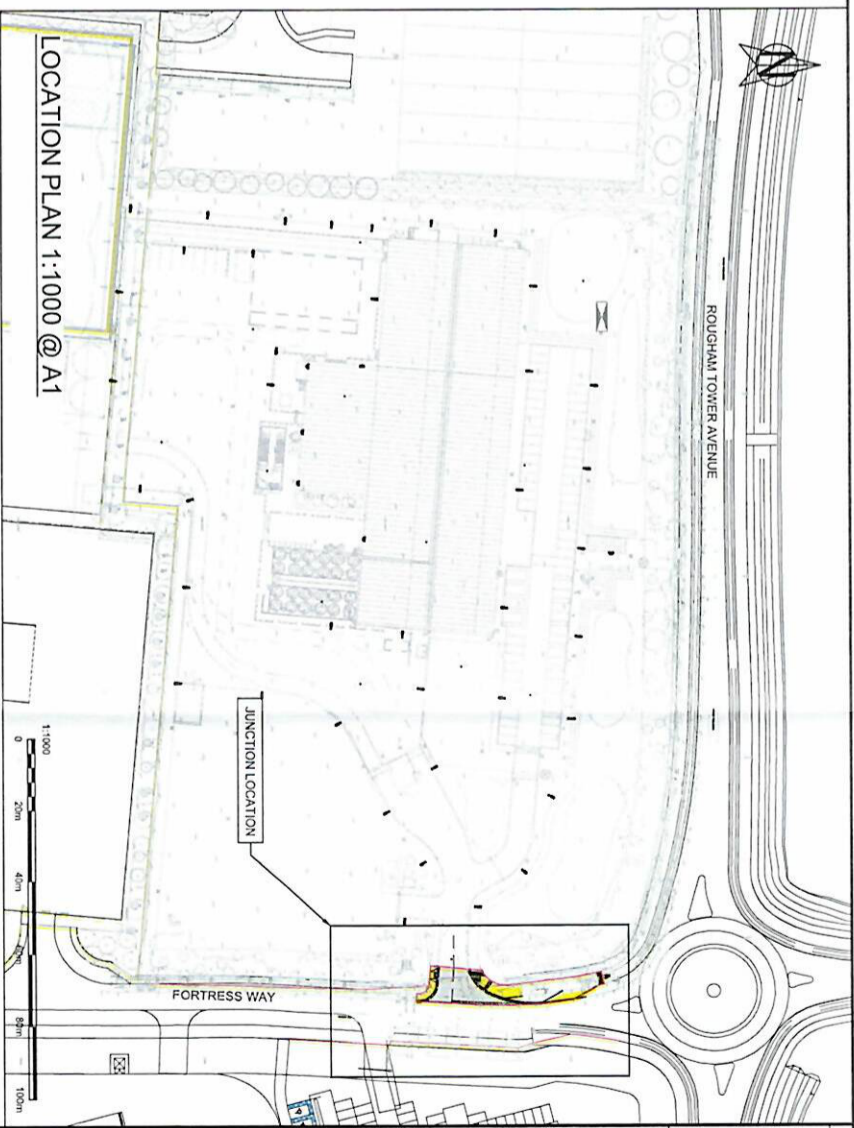 N
ROUGHAM TOWER AVENUE
JUNCTION LOCATION
FORTRESS WAY
LOCATION PLAN 1:1000 @ A1
1:1000
0 20m 40m 60m 80m 100m